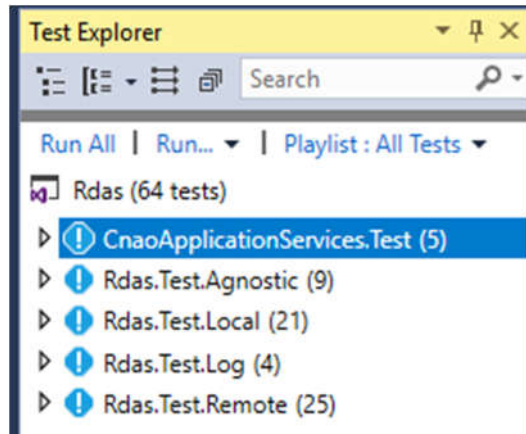 Test Explorer
Search
Run All | Run... | Playlist : All Tests
Rdas (64 tests)
CnaoApplicationServices.Test (5)
Rdas.Test.Agnostic (9)
Rdas.Test.Local (21)
Rdas.Test.Log (4)
Rdas.Test.Remote (25)